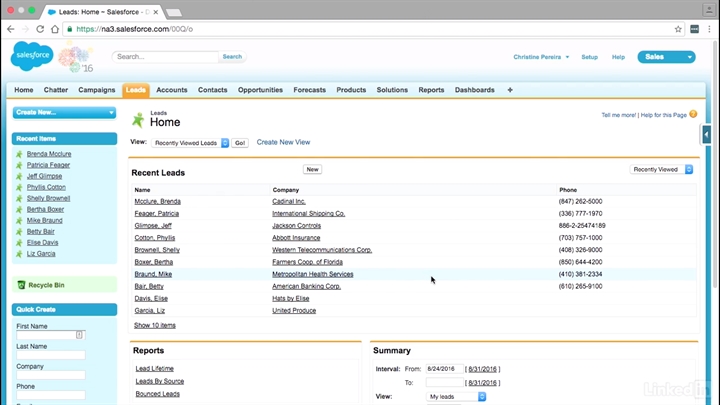 Leads: Home ~ Salesforce - D
https://na3.salesforce.com/00Q/o
salesforce
'16
Search...
Search
Christine Pereira
Setup
Help
Sales
Home Chatter Campaigns Leads Accounts Contacts Opportunities Forecasts Products Solutions Reports Dashboards +
Create New...
Recent Items
Brenda Mcclure
Patricia Feager
Jeff Glimpse
Phyllis Cotton
Shelly Brownell
Bertha Boxer
Mike Braund
Betty Bair
Elise Davis
Liz Garcia
Recycle Bin
Quick Create
First Name
Last Name
Company
Phone
Leads
Home
Tell me more! | Help for this Page
View: Recently Viewed Leads Go! Create New View
Recent Leads New Recently Viewed
Name Company Phone
Mcclure, Brenda Cadinal Inc. (847) 262-5000
Feager, Patricia International Shipping Co. (336) 777-1970
Glimpse, Jeff Jackson Controls 886-2-25474189
Cotton, Phyllis Abbott Insurance (703) 757-1000
Brownell, Shelly Western Telecommunications Corp. (408) 326-9000
Boxer, Bertha Farmers Coop. of Florida (850) 644-4200
Braund, Mike Metropolitan Health Services (410) 381-2334
Bair, Betty American Banking Corp. (610) 265-9100
Davis, Elise Hats by Elise
Garcia, Liz United Produce
Show 10 items
Reports
Lead Lifetime
Leads By Source
Bounced Leads
Summary
Interval: From: 8/24/2016 [ 8/31/2016 ]
To: [ 8/31/2016 ]
View: My leads
LinkedIn